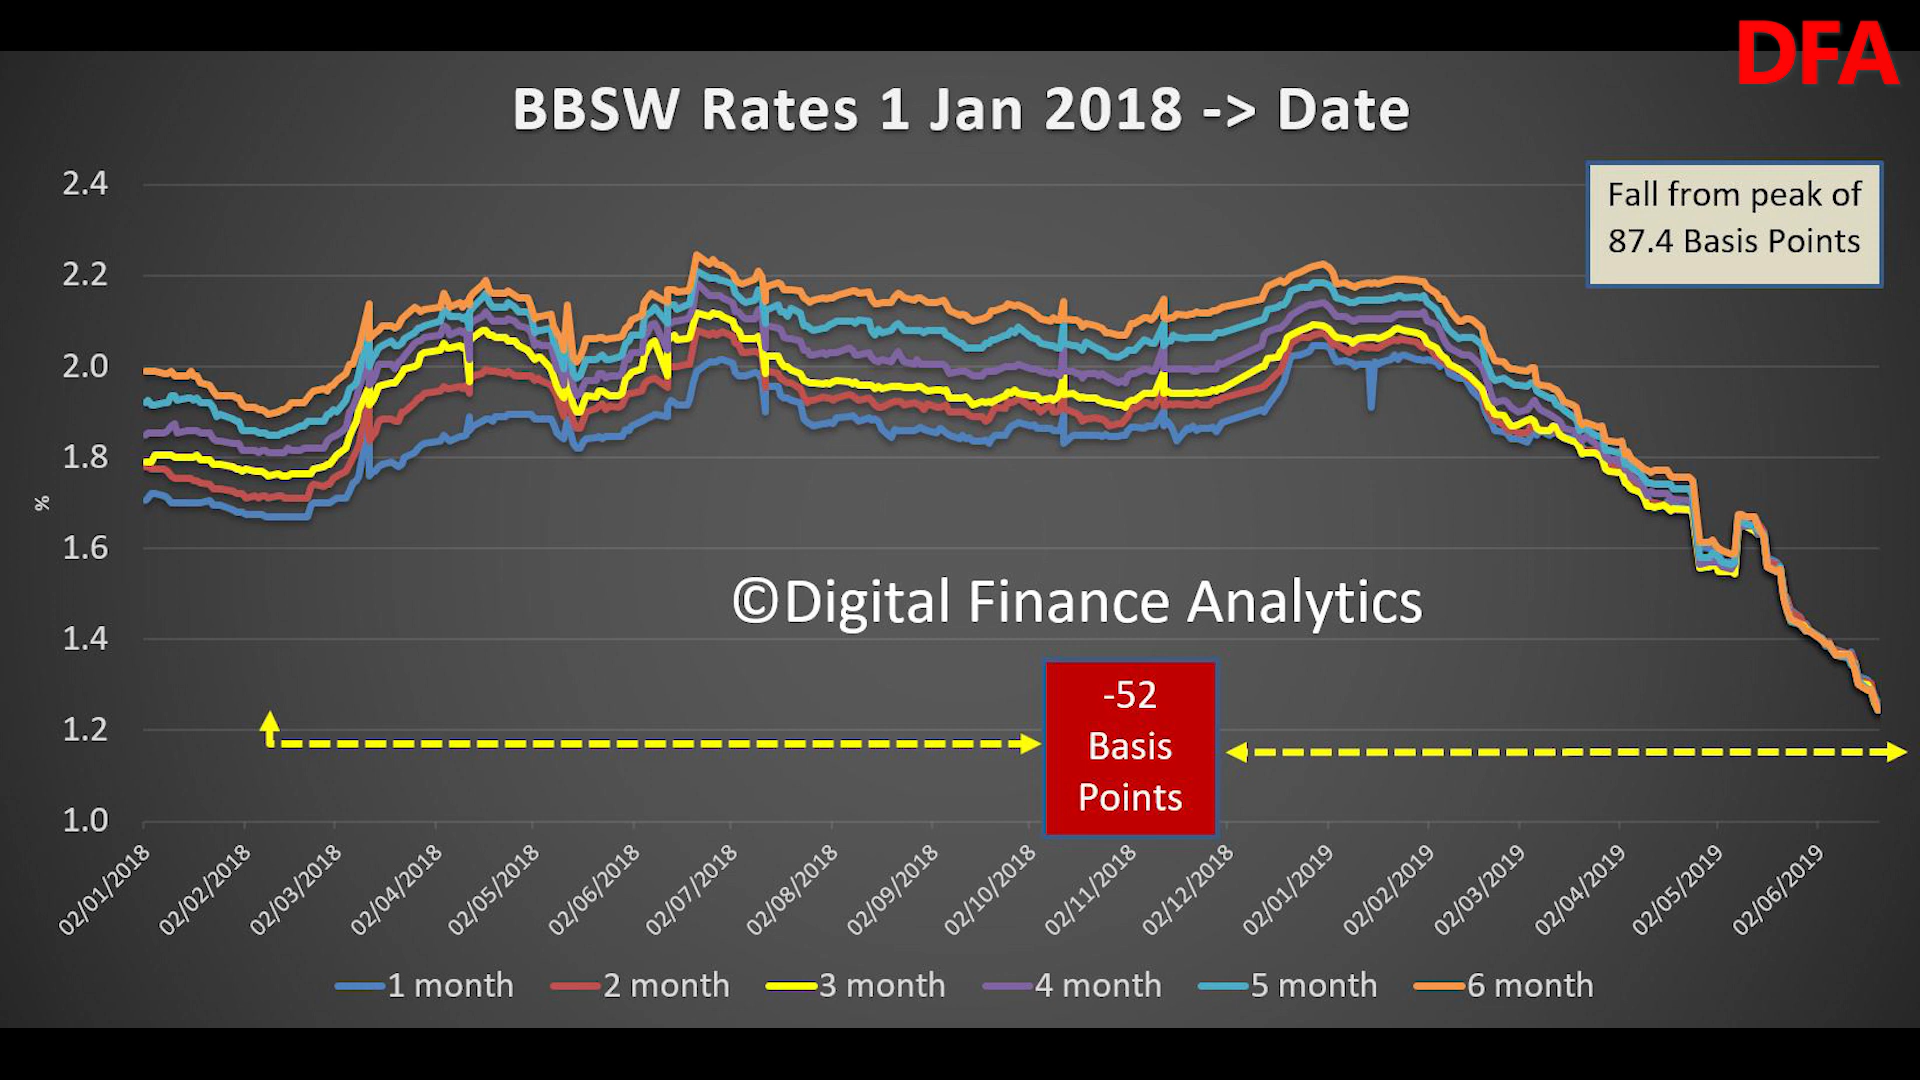 DFA
BBSW Rates 1 Jan 2018 -> Date
Fall from peak of
87.4 Basis Points
2.4
2.2
2.0
1.8
%
1.6
©Digital Finance Analytics
1.4
1.2
1.0
-52
Basis
Points
02/01/2018
02/02/2018
02/03/2018
02/04/2018
02/05/2018
02/06/2018
02/07/2018
02/08/2018
02/09/2018
02/10/2018
02/11/2018
02/12/2018
02/01/2019
02/02/2019
02/03/2019
02/04/2019
02/05/2019
02/06/2019
1 month
2 month
3 month
4 month
5 month
6 month